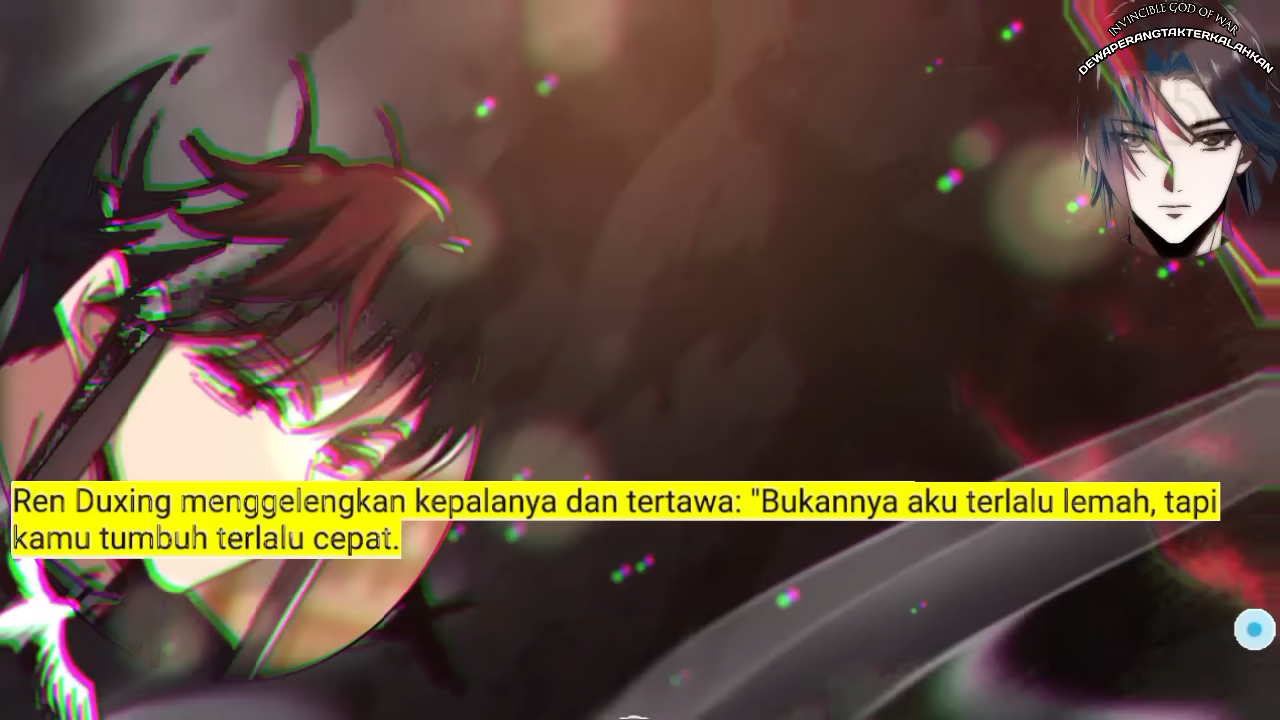 INVINCIBLE GOD OF WAR
DEWAPERANGTAKTERKALAHKAN
Ren Duxing menggelengkan kepalanya dan tertawa: "Bukannya aku terlalu lemah, tapi
kamu tumbuh terlalu cepat.